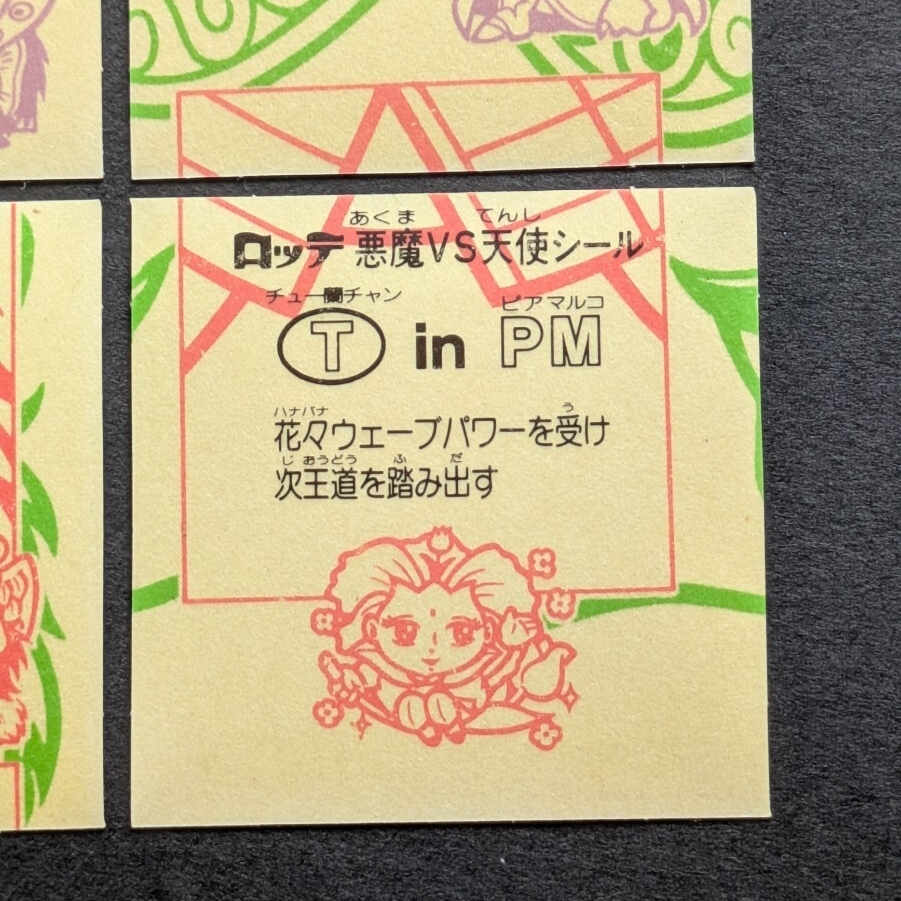 あくま てんし
ロッテ 悪魔VS天使シール
チュー蘭チャン ピアマルコ
T in PM
ハナバナ う
花々ウェーブパワーを受け
じおうどう ふ だ
次王道を踏み出す